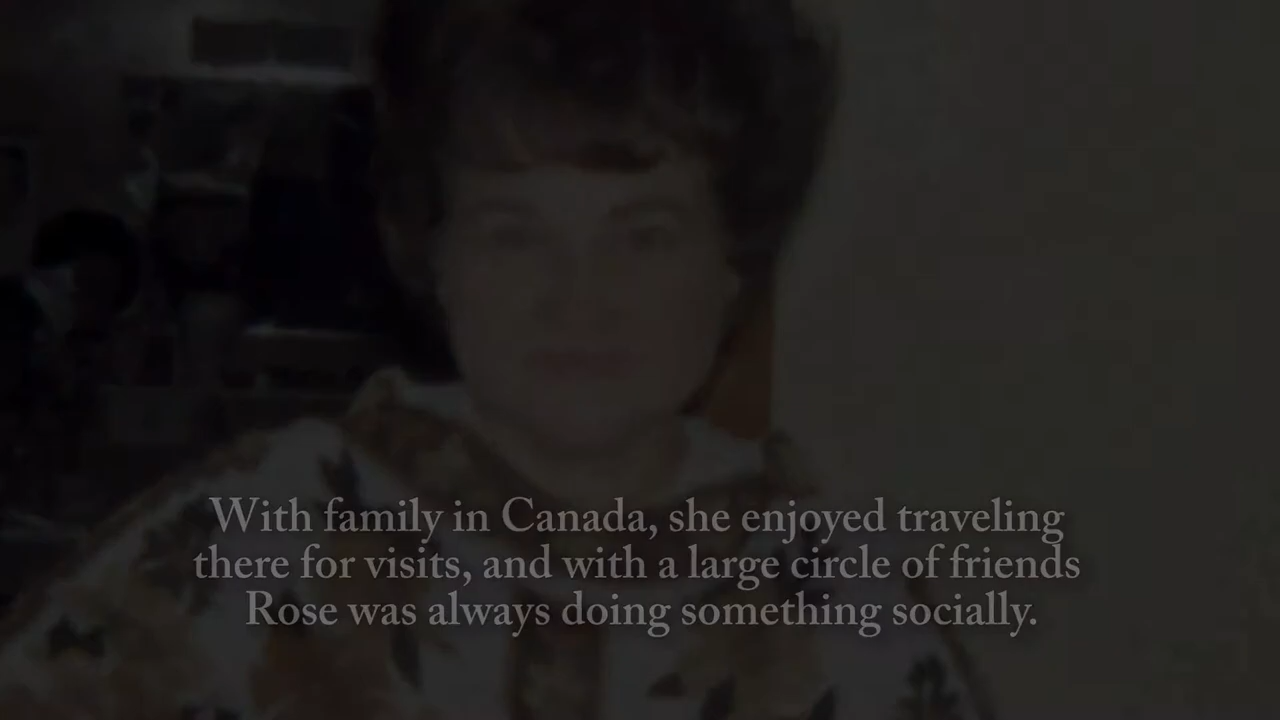 With family in Canada, she enjoyed traveling
there for visits, and with a large circle of friends
Rose was always doing something socially.